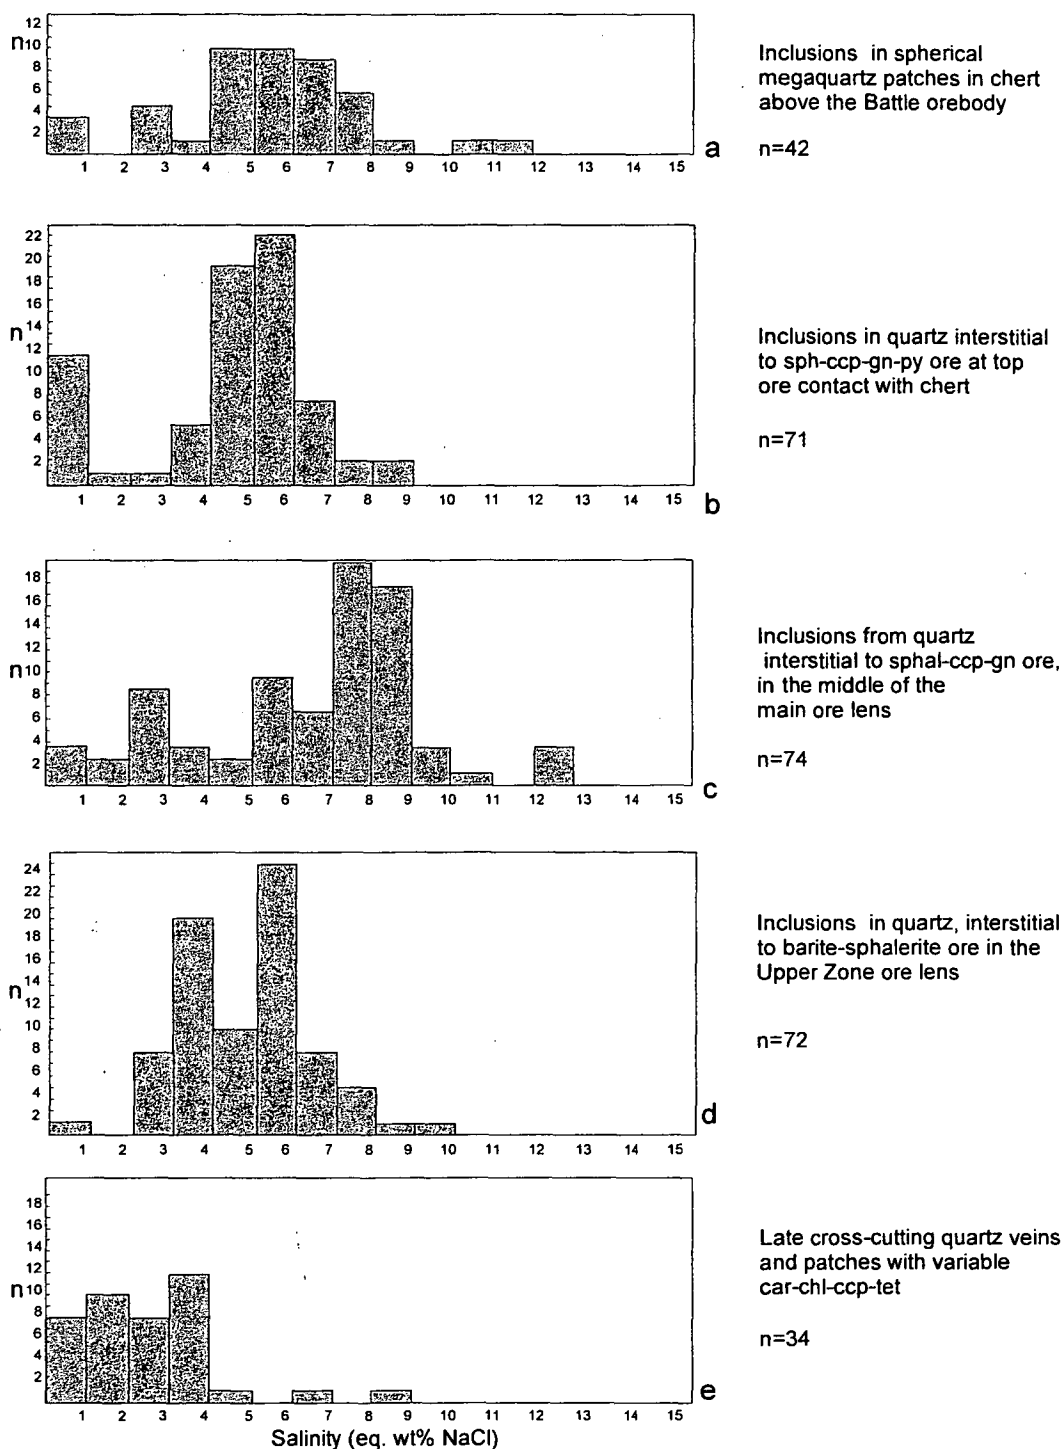 12
n10
8
6
4
2
1 2 3 4 5 6 7 8 9 10 11 12 13 14 15
a
Inclusions in spherical
megaquartz patches in chert
above the Battle orebody
n=42
22
20
18
16
n14
12
10
8
6
4
2
1 2 3 4 5 6 7 8 9 10 11 12 13 14 15
b
Inclusions in quartz interstitial
to sph-ccp-gn-py ore at top
ore contact with chert
n=71
18
16
14
12
n10
8
6
4
2
1 2 3 4 5 6 7 8 9 10 11 12 13 14 15
c
Inclusions from quartz
interstitial to sphal-ccp-gn ore,
in the middle of the
main ore lens
n=74
24
22
20
18
16
14
n12
10
8
6
4
2
1 2 3 4 5 6 7 8 9 10 11 12 13 14 15
d
Inclusions in quartz, interstitial
to barite-sphalerite ore in the
Upper Zone ore lens
n=72
18
16
14
12
n10
8
6
4
2
1 2 3 4 6 5 7 8 9 10 11 12 13 14 15
e
Late cross-cutting quartz veins
and patches with variable
car-chl-ccp-tet
n=34
Salinity (eq. wt% NaCl)